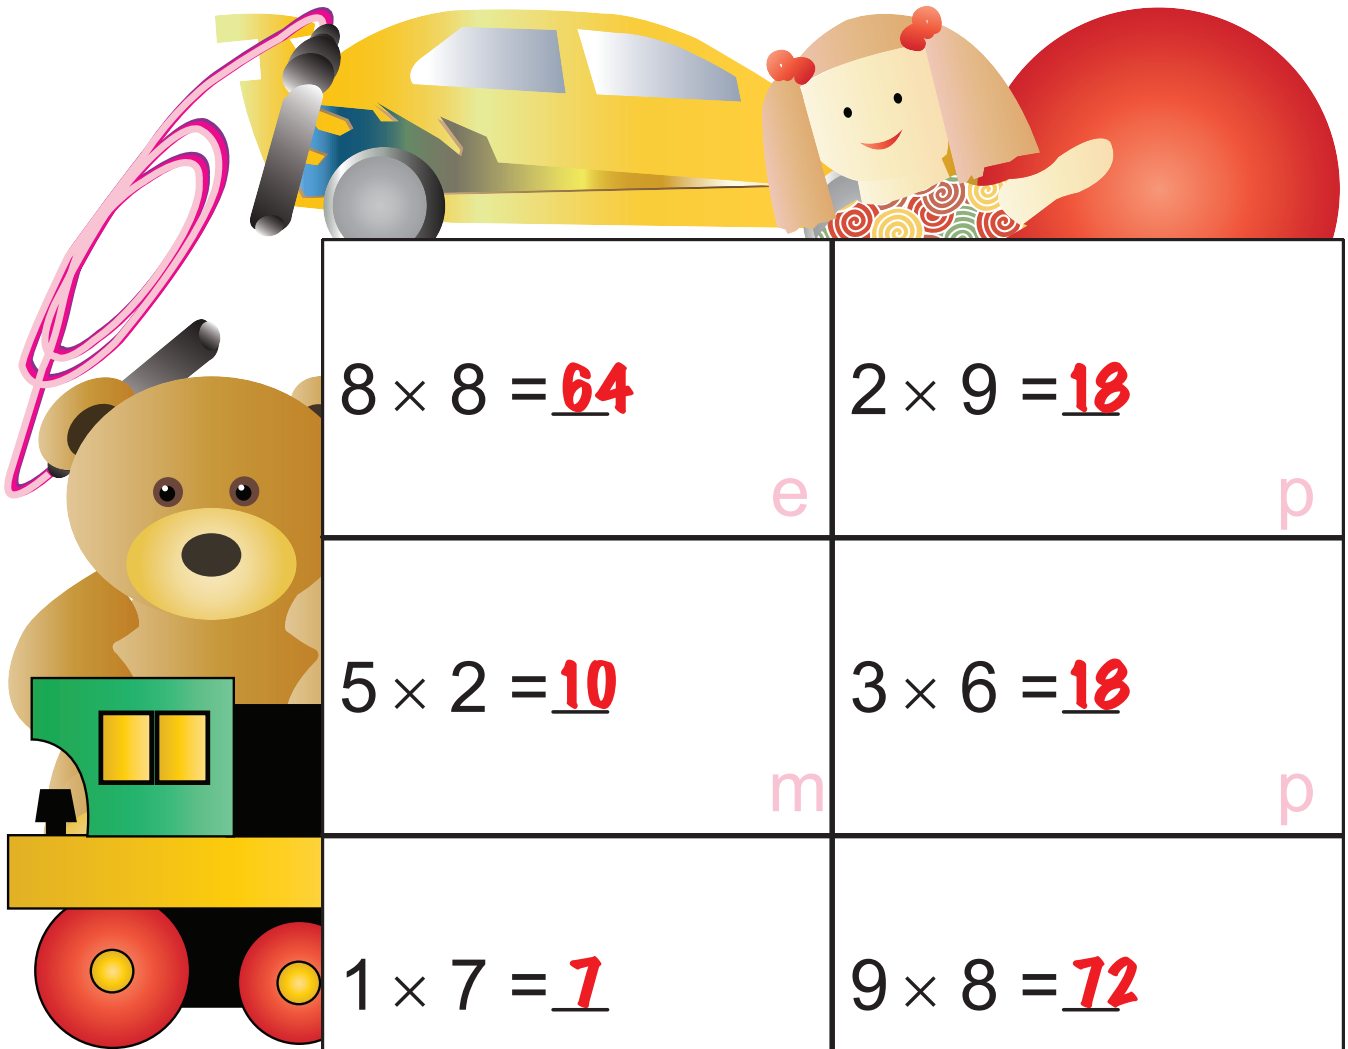 8 × 8 = 64
2 × 9 = 18
e
p
5 × 2 = 10
3 × 6 = 18
m
p
1 × 7 = 7
9 × 8 = 72